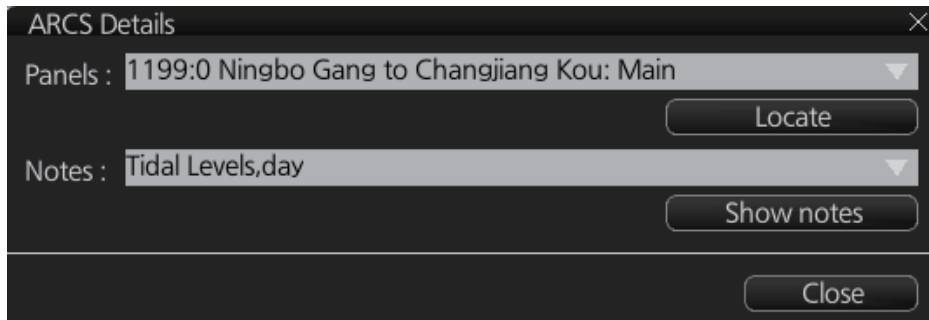 ARCS Details
Panels : 1199:0 Ningbo Gang to Changjiang Kou: Main
Locate
Notes : Tidal Levels,day
Show notes
Close